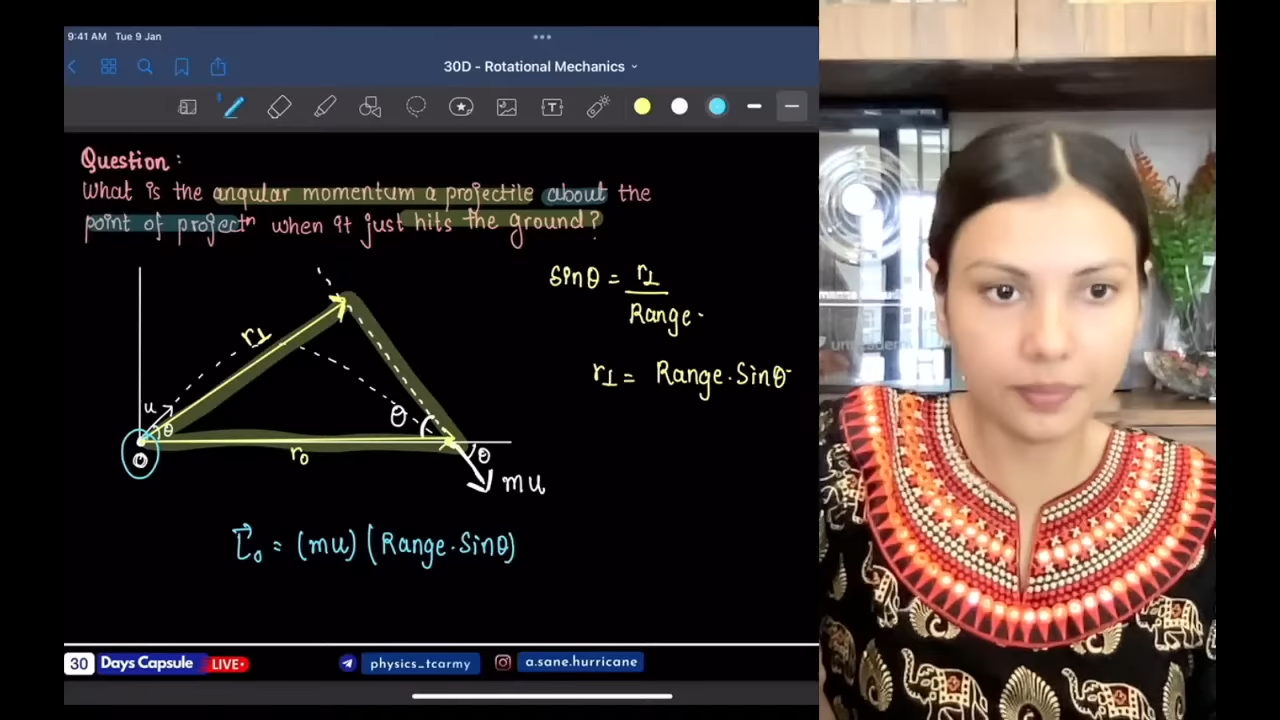 9:41 AM Tue 9 Jan
30D - Rotational Mechanics
Question :
What is the angular momentum a projectile about the
point of projectⁿ when it just hits the ground?
Sinθ = r⊥
Range
r⊥
r⊥ = Range.Sinθ
u
θ
θ
O
r₀
θ
mu
L⃗₀ = (mu) (Range.Sinθ)
30 Days Capsule LIVE
physics_tcarmy
a.sane.hurricane